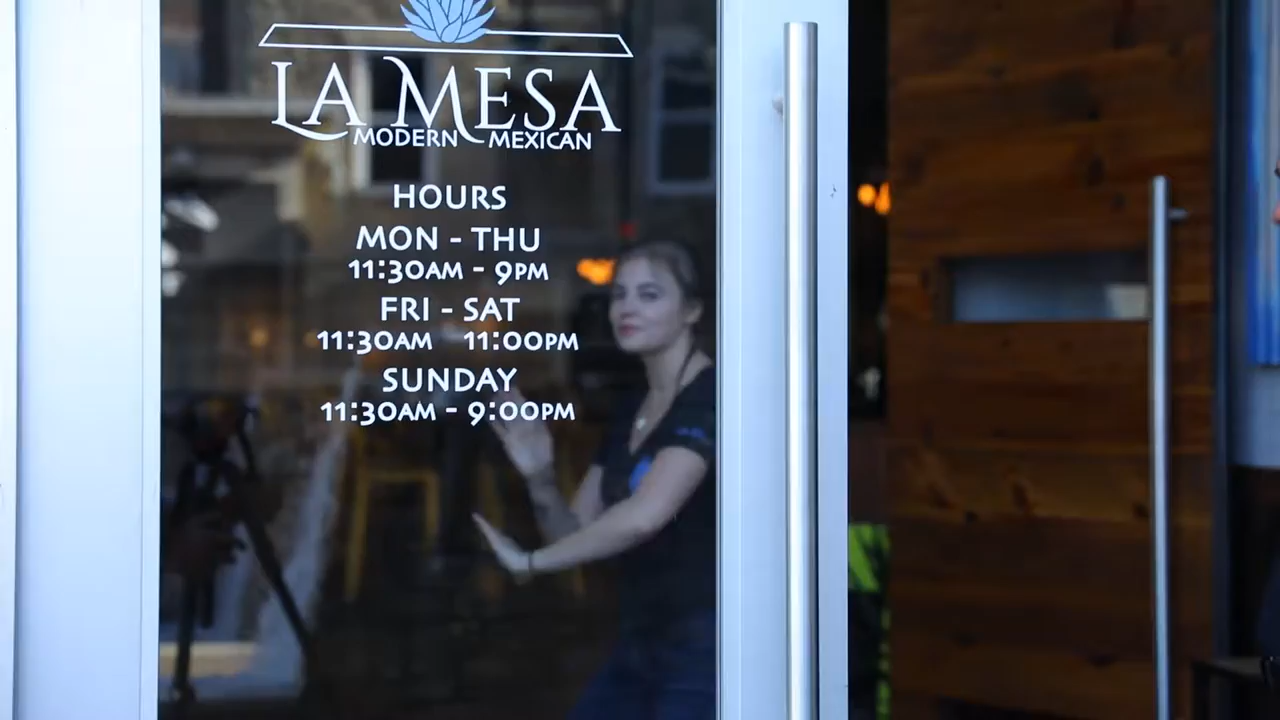 LA MESA
MODERN MEXICAN
HOURS
MON - THU
11:30AM - 9PM
FRI - SAT
11:30AM 11:00PM
SUNDAY
11:30AM - 9:00PM